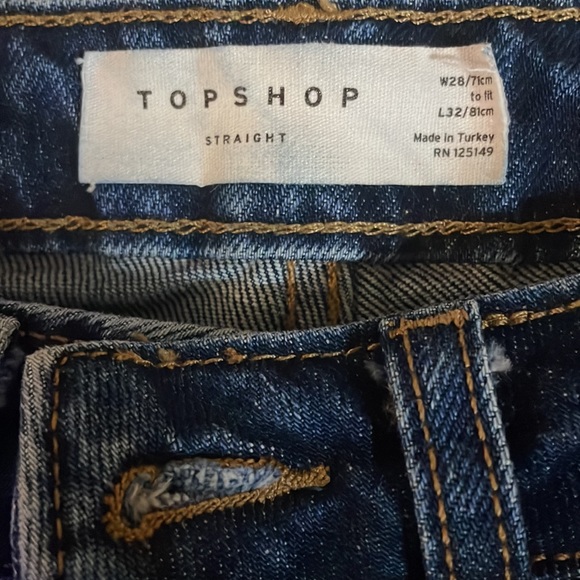 TOPSHOP
STRAIGHT
W28/71cm
to fit
L32/81cm
Made in Turkey
RN 125149